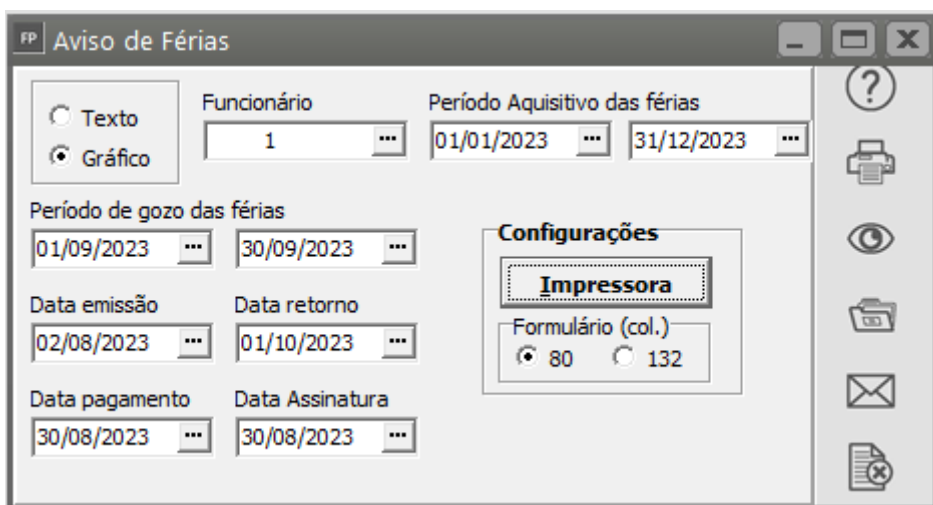 FP Aviso de Férias
Texto
Gráfico
Funcionário
1 ...
Período Aquisitivo das férias
01/01/2023 ... 31/12/2023 ...
Período de gozo das férias
01/09/2023 ... 30/09/2023 ...
Data emissão Data retorno
02/08/2023 ... 01/10/2023 ...
Data pagamento Data Assinatura
30/08/2023 ... 30/08/2023 ...
Configurações
Impressora
Formulário (col.)
80 132